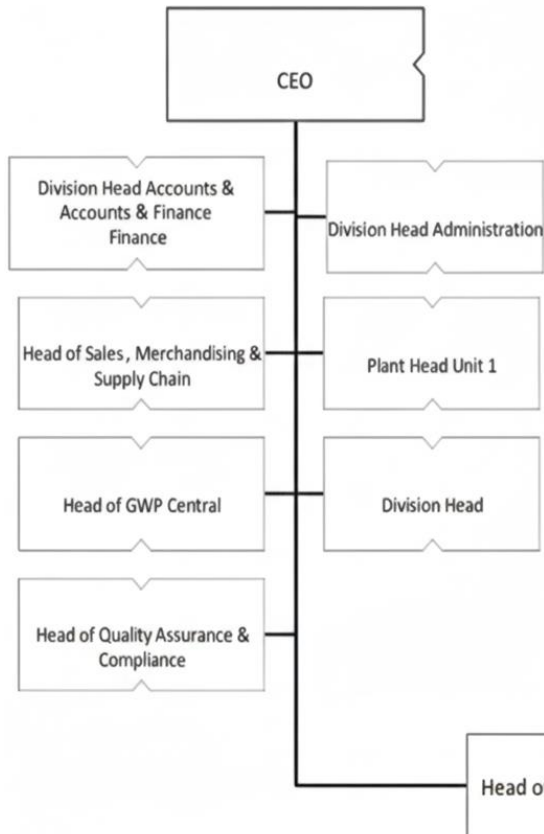 CEO
Division Head Accounts &
Accounts & Finance
Finance
Division Head Administration
Head of Sales, Merchandising &
Supply Chain
Plant Head Unit 1
Head of GWP Central
Division Head
Head of Quality Assurance &
Compliance
Head